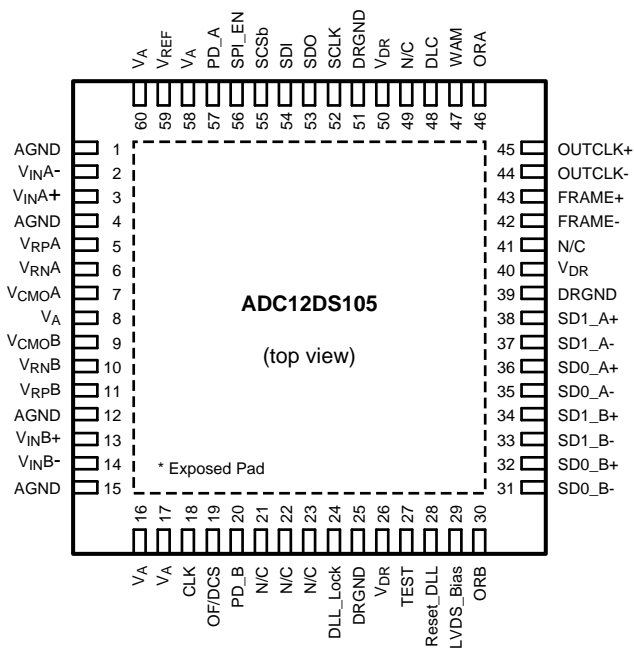 VA
VREF
VA
PD_A
SPI_EN
SCSb
SDI
SDO
SCLK
DRGND
VDR
N/C
DLC
WAM
ORA
60
59
58
57
56
55
54
53
52
51
50
49
48
47
46
AGND 1
VINA- 2
VINA+ 3
AGND 4
VRPA 5
VRNA 6
VCMOA 7
VA 8
VCMOB 9
VRNB 10
VRPB 11
AGND 12
VINB+ 13
VINB- 14
AGND 15
ADC12DS105
(top view)
* Exposed Pad
45 OUTCLK+
44 OUTCLK-
43 FRAME+
42 FRAME-
41 N/C
40 VDR
39 DRGND
38 SD1_A+
37 SD1_A-
36 SD0_A+
35 SD0_A-
34 SD1_B+
33 SD1_B-
32 SD0_B+
31 SD0_B-
16
17
18
19
20
21
22
23
24
25
26
27
28
29
30
VA
VA
CLK
OF/DCS
PD_B
N/C
N/C
N/C
DLL_Lock
DRGND
VDR
TEST
Reset_DLL
LVDS_Bias
ORB